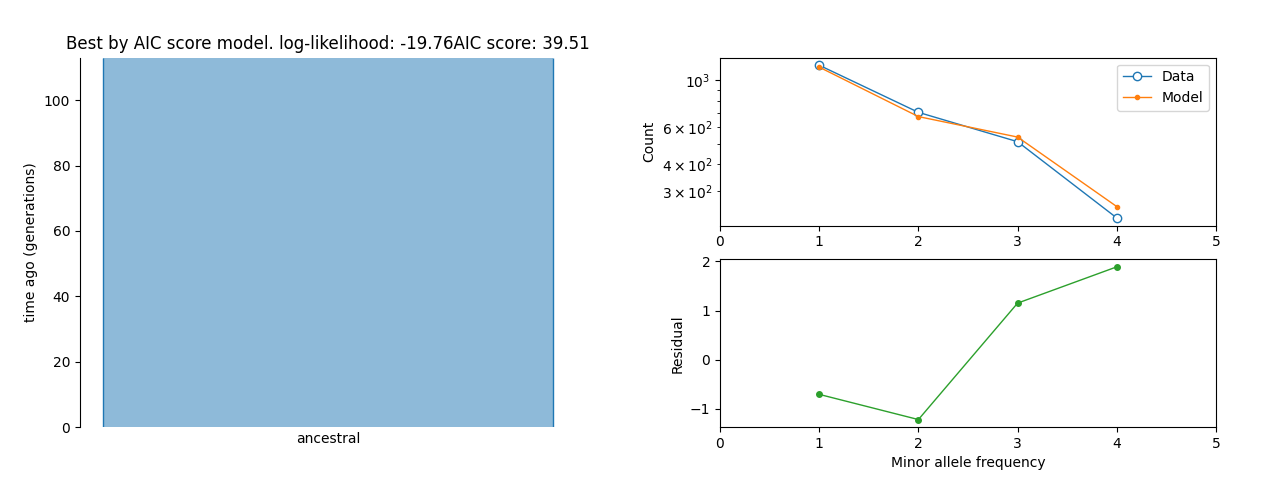 Best by AIC score model. log-likelihood: -19.76AIC score: 39.51
time ago (generations)
100
80
60
40
20
0
ancestral
Count
10³
6 × 10²
4 × 10²
3 × 10²
Data
Model
0 1 2 3 4 5
Residual
2
1
0
−1
0 1 2 3 4 5
Minor allele frequency